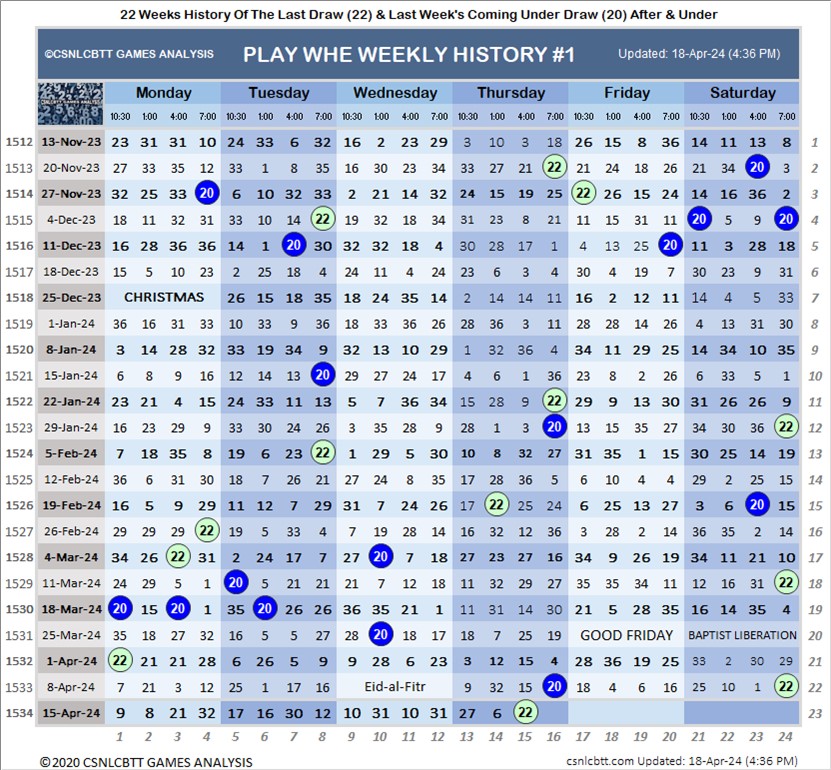 22 Weeks History Of The Last Draw (22) & Last Week's Coming Under Draw (20) After & Under
©CSNLCBTT GAMES ANALYSIS PLAY WHE WEEKLY HISTORY #1 Updated: 18-Apr-24 (4:36 PM)
Monday Tuesday Wednesday Thursday Friday Saturday
CSNLCBTT GAMES ANALYSIS
10:30 1:00 4:00 7:00 10:30 1:00 4:00 7:00 10:30 1:00 4:00 7:00 10:30 1:00 4:00 7:00 10:30 1:00 4:00 7:00 10:30 1:00 4:00 7:00
1512 13-Nov-23 23 31 31 10 24 33 6 32 16 2 23 29 3 10 3 18 26 15 8 36 14 11 13 8 1
1513 20-Nov-23 27 33 35 12 33 1 8 35 16 30 23 34 33 27 21 22 21 24 18 26 21 34 20 3 2
1514 27-Nov-23 32 25 33 20 6 10 32 33 2 21 14 32 24 15 19 25 22 26 31 24 14 16 36 2 3
1515 4-Dec-23 18 11 32 31 33 10 14 22 19 32 18 34 31 23 8 21 11 15 31 11 20 5 9 20 4
1516 11-Dec-23 16 28 36 36 14 1 20 30 32 32 18 4 30 28 17 1 4 13 25 20 11 3 28 18 5
1517 18-Dec-23 15 5 10 23 2 25 18 4 24 11 4 24 23 6 3 4 30 4 19 7 30 23 9 31 6
1518 25-Dec-23 CHRISTMAS 26 15 18 35 18 24 35 14 2 14 14 11 16 2 12 11 14 4 5 33 7
1519 1-Jan-24 36 16 31 33 10 33 9 36 18 33 36 26 28 36 3 11 28 28 14 26 4 13 31 30 8
1520 8-Jan-24 3 14 28 32 33 19 34 9 32 13 10 29 1 32 36 4 34 11 29 25 14 34 10 35 9
1521 15-Jan-24 6 8 9 16 12 14 13 20 29 27 24 17 4 6 1 36 23 8 2 26 6 33 5 1 10
1522 22-Jan-24 23 21 4 15 24 33 11 13 5 7 36 34 15 28 9 22 29 9 13 30 31 26 26 9 11
1523 29-Jan-24 16 23 29 9 33 30 24 26 3 35 28 9 28 1 3 20 13 15 35 27 34 30 36 22 12
1524 5-Feb-24 7 18 35 8 19 6 23 22 1 29 5 30 10 8 32 27 31 35 1 15 30 25 14 19 13
1525 12-Feb-24 36 6 31 30 18 7 26 21 27 24 8 35 17 28 36 5 6 10 4 4 29 2 25 15 14
1526 19-Feb-24 16 5 9 29 11 12 7 29 31 7 24 26 17 22 25 24 6 25 13 27 3 6 20 15 15
1527 26-Feb-24 29 29 29 22 19 5 33 4 7 19 28 14 16 32 12 36 3 28 2 14 36 35 5 14 16
1528 4-Mar-24 34 26 22 31 2 24 17 7 27 20 7 18 27 23 27 16 34 9 26 19 34 11 21 10 17
1529 11-Mar-24 24 29 5 1 20 5 21 21 21 7 12 18 11 32 29 27 35 35 34 11 12 16 31 22 18
1530 18-Mar-24 20 15 20 1 35 20 26 26 36 35 21 1 11 31 14 30 21 5 28 35 16 14 35 4 19
1531 25-Mar-24 35 18 27 32 16 5 5 27 28 20 18 17 18 7 25 19 GOOD FRIDAY BAPTIST LIBERATION 20
1532 1-Apr-24 22 21 21 28 6 26 5 9 9 28 6 23 3 12 15 4 28 36 19 25 33 2 30 29 21
1533 8-Apr-24 7 21 3 12 25 1 17 16 Eid-al-Fitr 9 32 15 20 18 4 6 16 25 10 1 22 22
1534 15-Apr-24 9 8 21 32 17 16 30 12 10 31 10 31 27 6 22 23
1 2 3 4 5 6 7 8 9 10 11 12 13 14 15 16 17 18 19 20 21 22 23 24
©2020 CSNLCBTT GAMES ANALYSIS csnlcbtt.com Updated: 18-Apr-24 (4:36 PM)